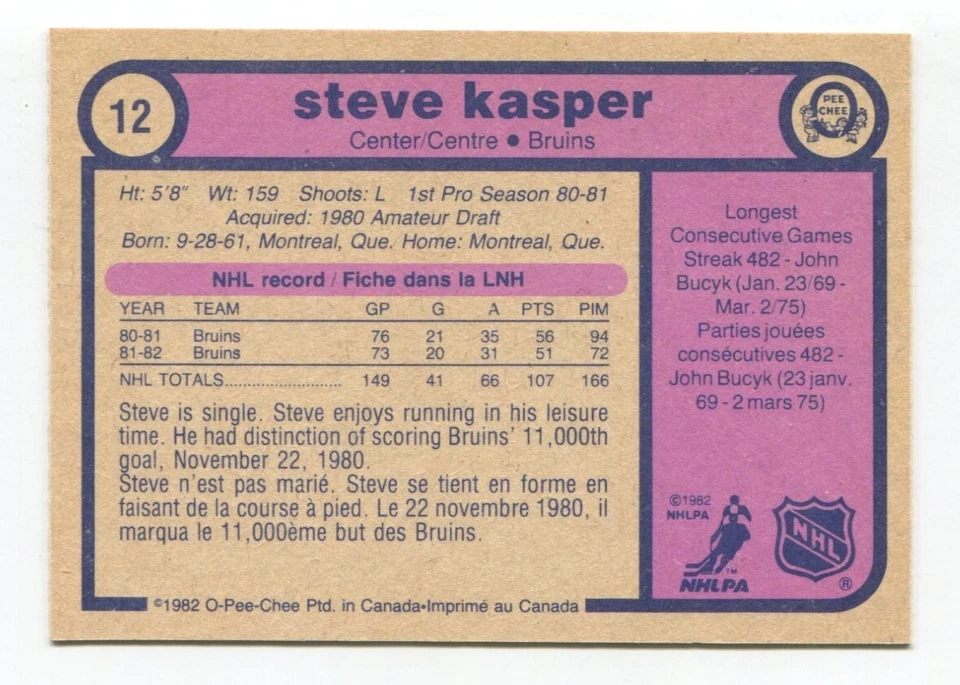 12
steve kasper
Center/Centre ● Bruins
PEE
CHEE
Ht: 5'8" Wt: 159 Shoots: L 1st Pro Season 80-81
Acquired: 1980 Amateur Draft
Born: 9-28-61, Montreal, Que. Home: Montreal, Que.
NHL record / Fiche dans la LNH
YEAR TEAM GP G A PTS PIM
80-81 Bruins 76 21 35 56 94
81-82 Bruins 73 20 31 51 72
NHL TOTALS........................... 149 41 66 107 166
Steve is single. Steve enjoys running in his leisure
time. He had distinction of scoring Bruins' 11,000th
goal, November 22, 1980.
Steve n'est pas marié. Steve se tient en forme en
faisant de la course à pied. Le 22 novembre 1980, il
marqua le 11,000ème but des Bruins.
©1982 O-Pee-Chee Ptd. in Canada•Imprimé au Canada
Longest
Consecutive Games
Streak 482 - John
Bucyk (Jan. 23/69 -
Mar. 2/75)
Parties jouées
consécutives 482 -
John Bucyk (23 janv.
69 - 2 mars 75)
©1982
NHLPA
TM
NHLPA
NHL
®